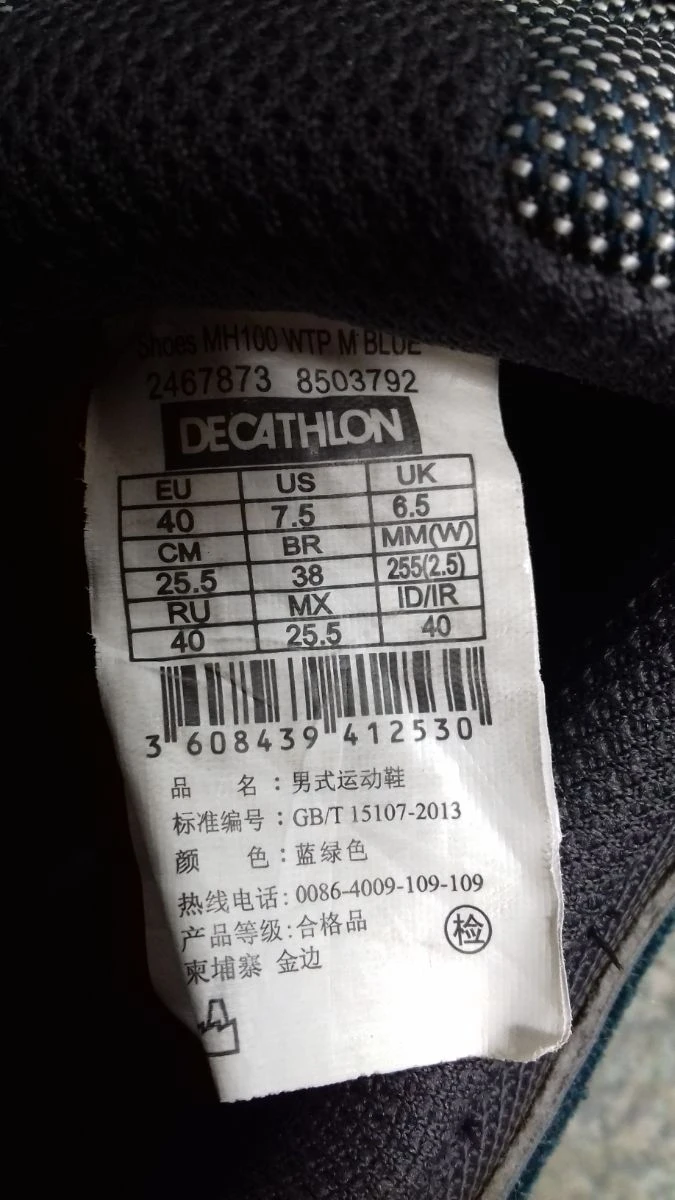 Shoes MH100 WTP M BLUE
2467873 8503792
DECATHLON
EU US UK
40 7.5 6.5
CM BR MM(W)
25.5 38 255(2.5)
RU MX ID/IR
40 25.5 40
3 608439 412530
品 名：男式运动鞋
标准编号：GB/T 15107-2013
颜 色：蓝绿色
热线电话: 0086-4009-109-109
产品等级:合格品
检
柬埔寨 金边